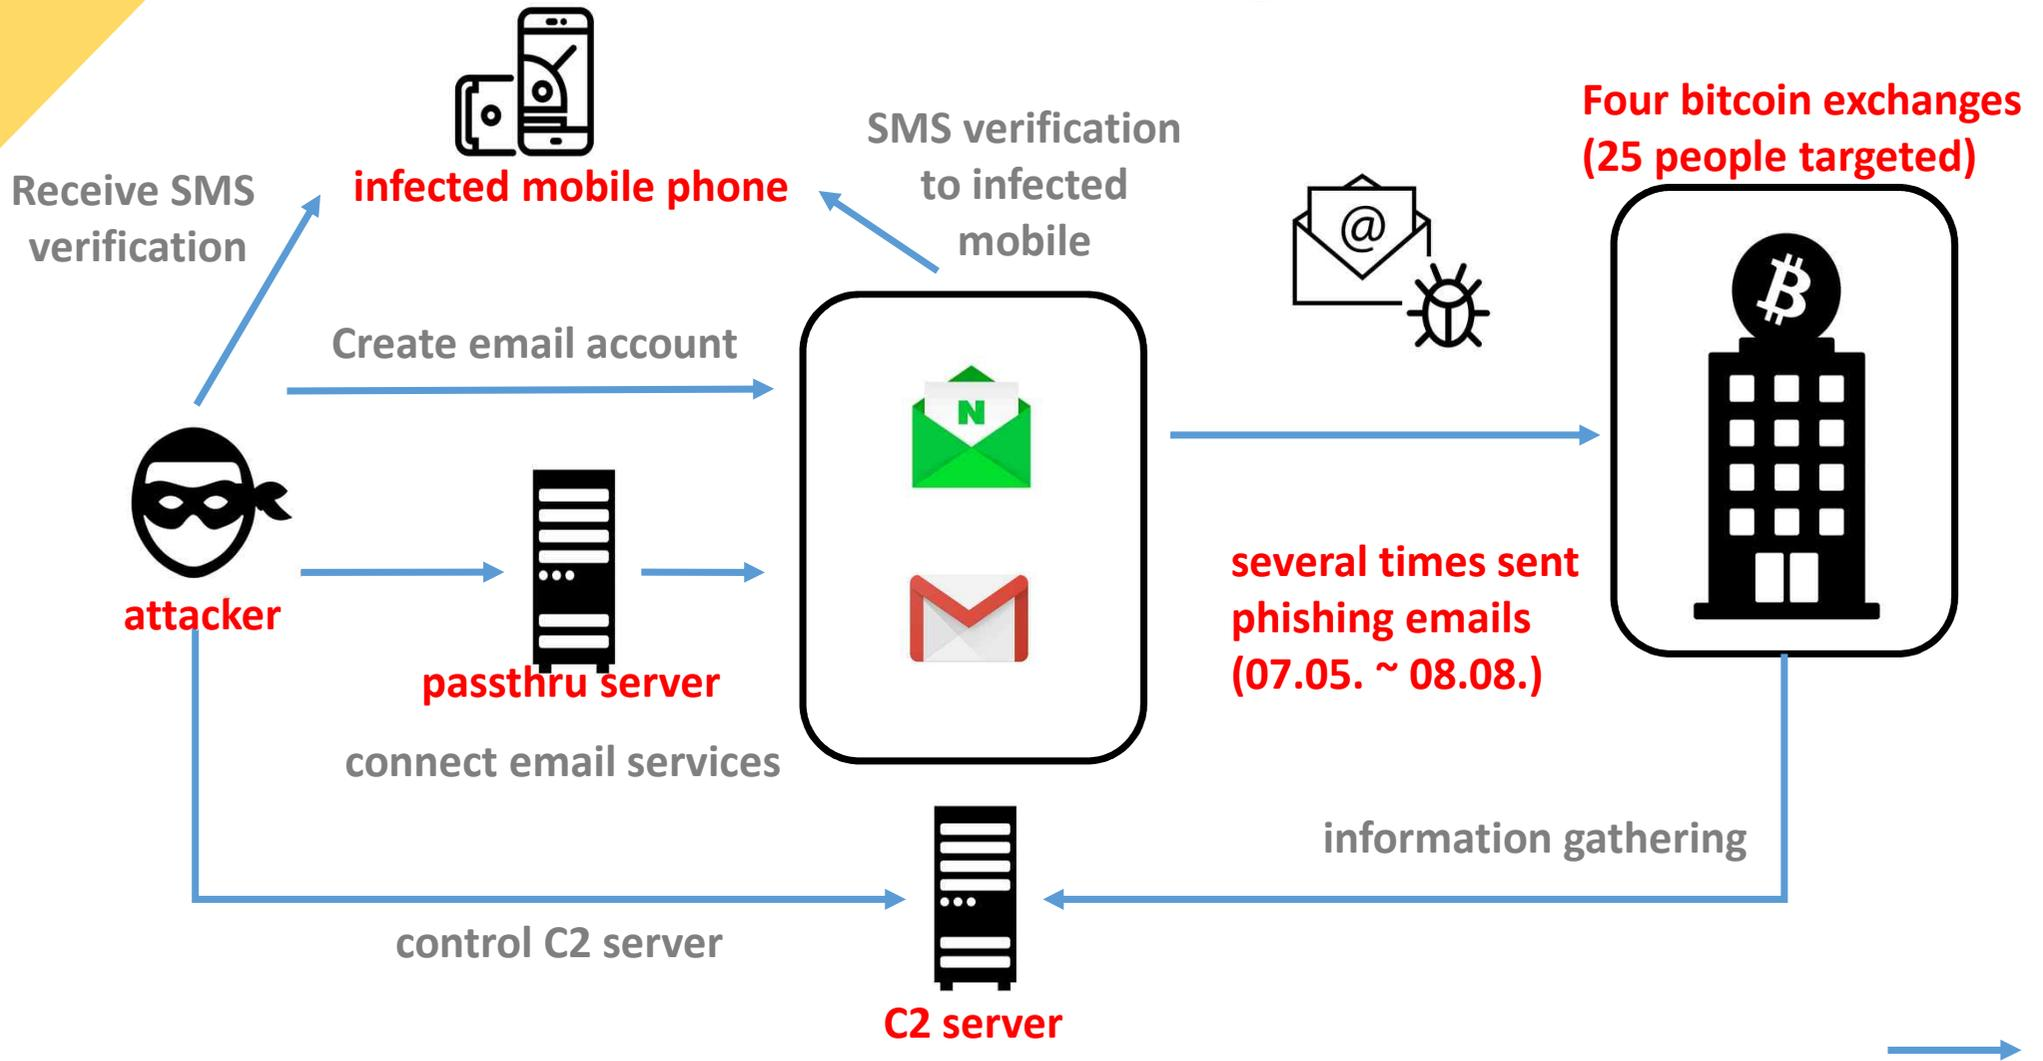 Four bitcoin exchanges
(25 people targeted)
SMS verification
to infected
mobile
infected mobile phone
Receive SMS
verification
@
Create email account
N
attacker
passthru server
connect email services
several times sent
phishing emails
(07.05. ~ 08.08.)
information gathering
control C2 server
C2 server